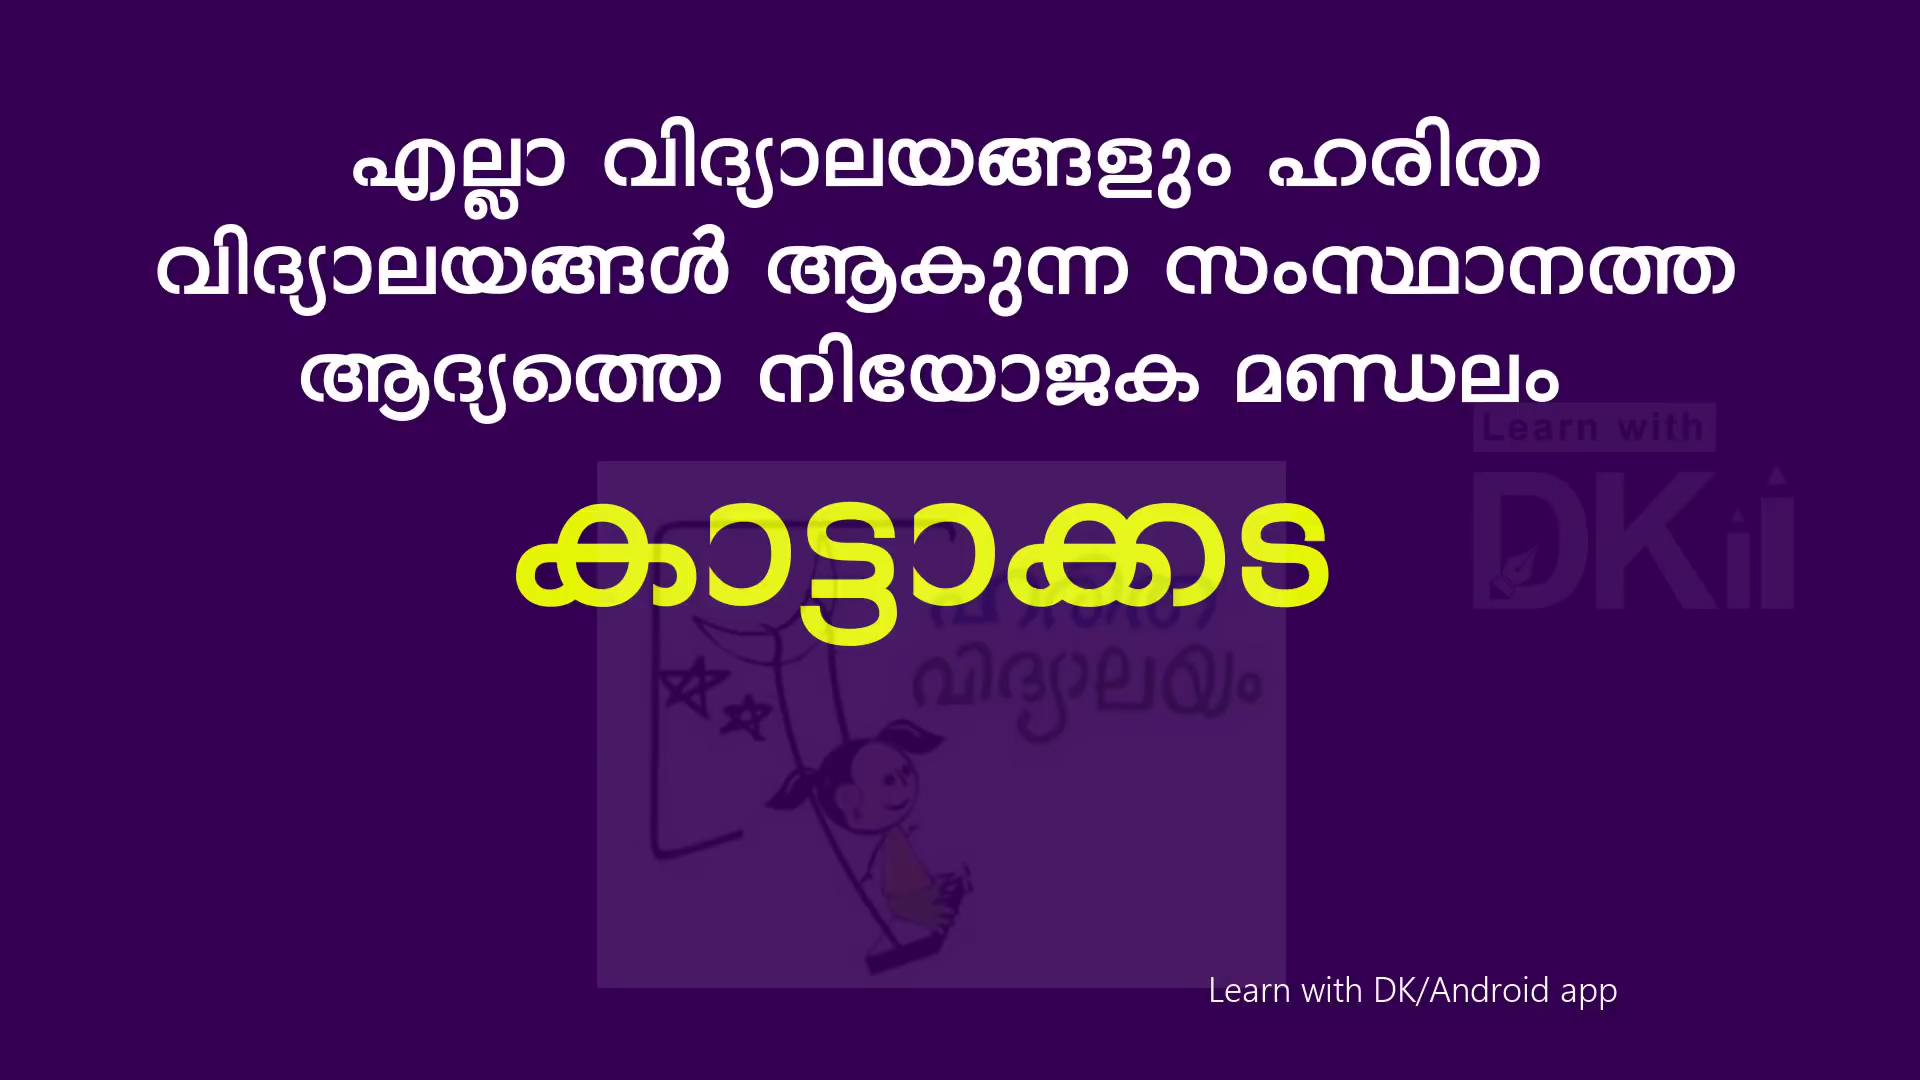 എല്ലാ വിദ്യാലയങ്ങളും ഹരിത
വിദ്യാലയങ്ങൾ ആകുന്ന സംസ്ഥാനത്ത
ആദ്യത്തെ നിയോജക മണ്ഡലം
Learn with
DK
കാട്ടാക്കട
ഹരിത
വിദ്യാലയം
Learn with DK/Android app